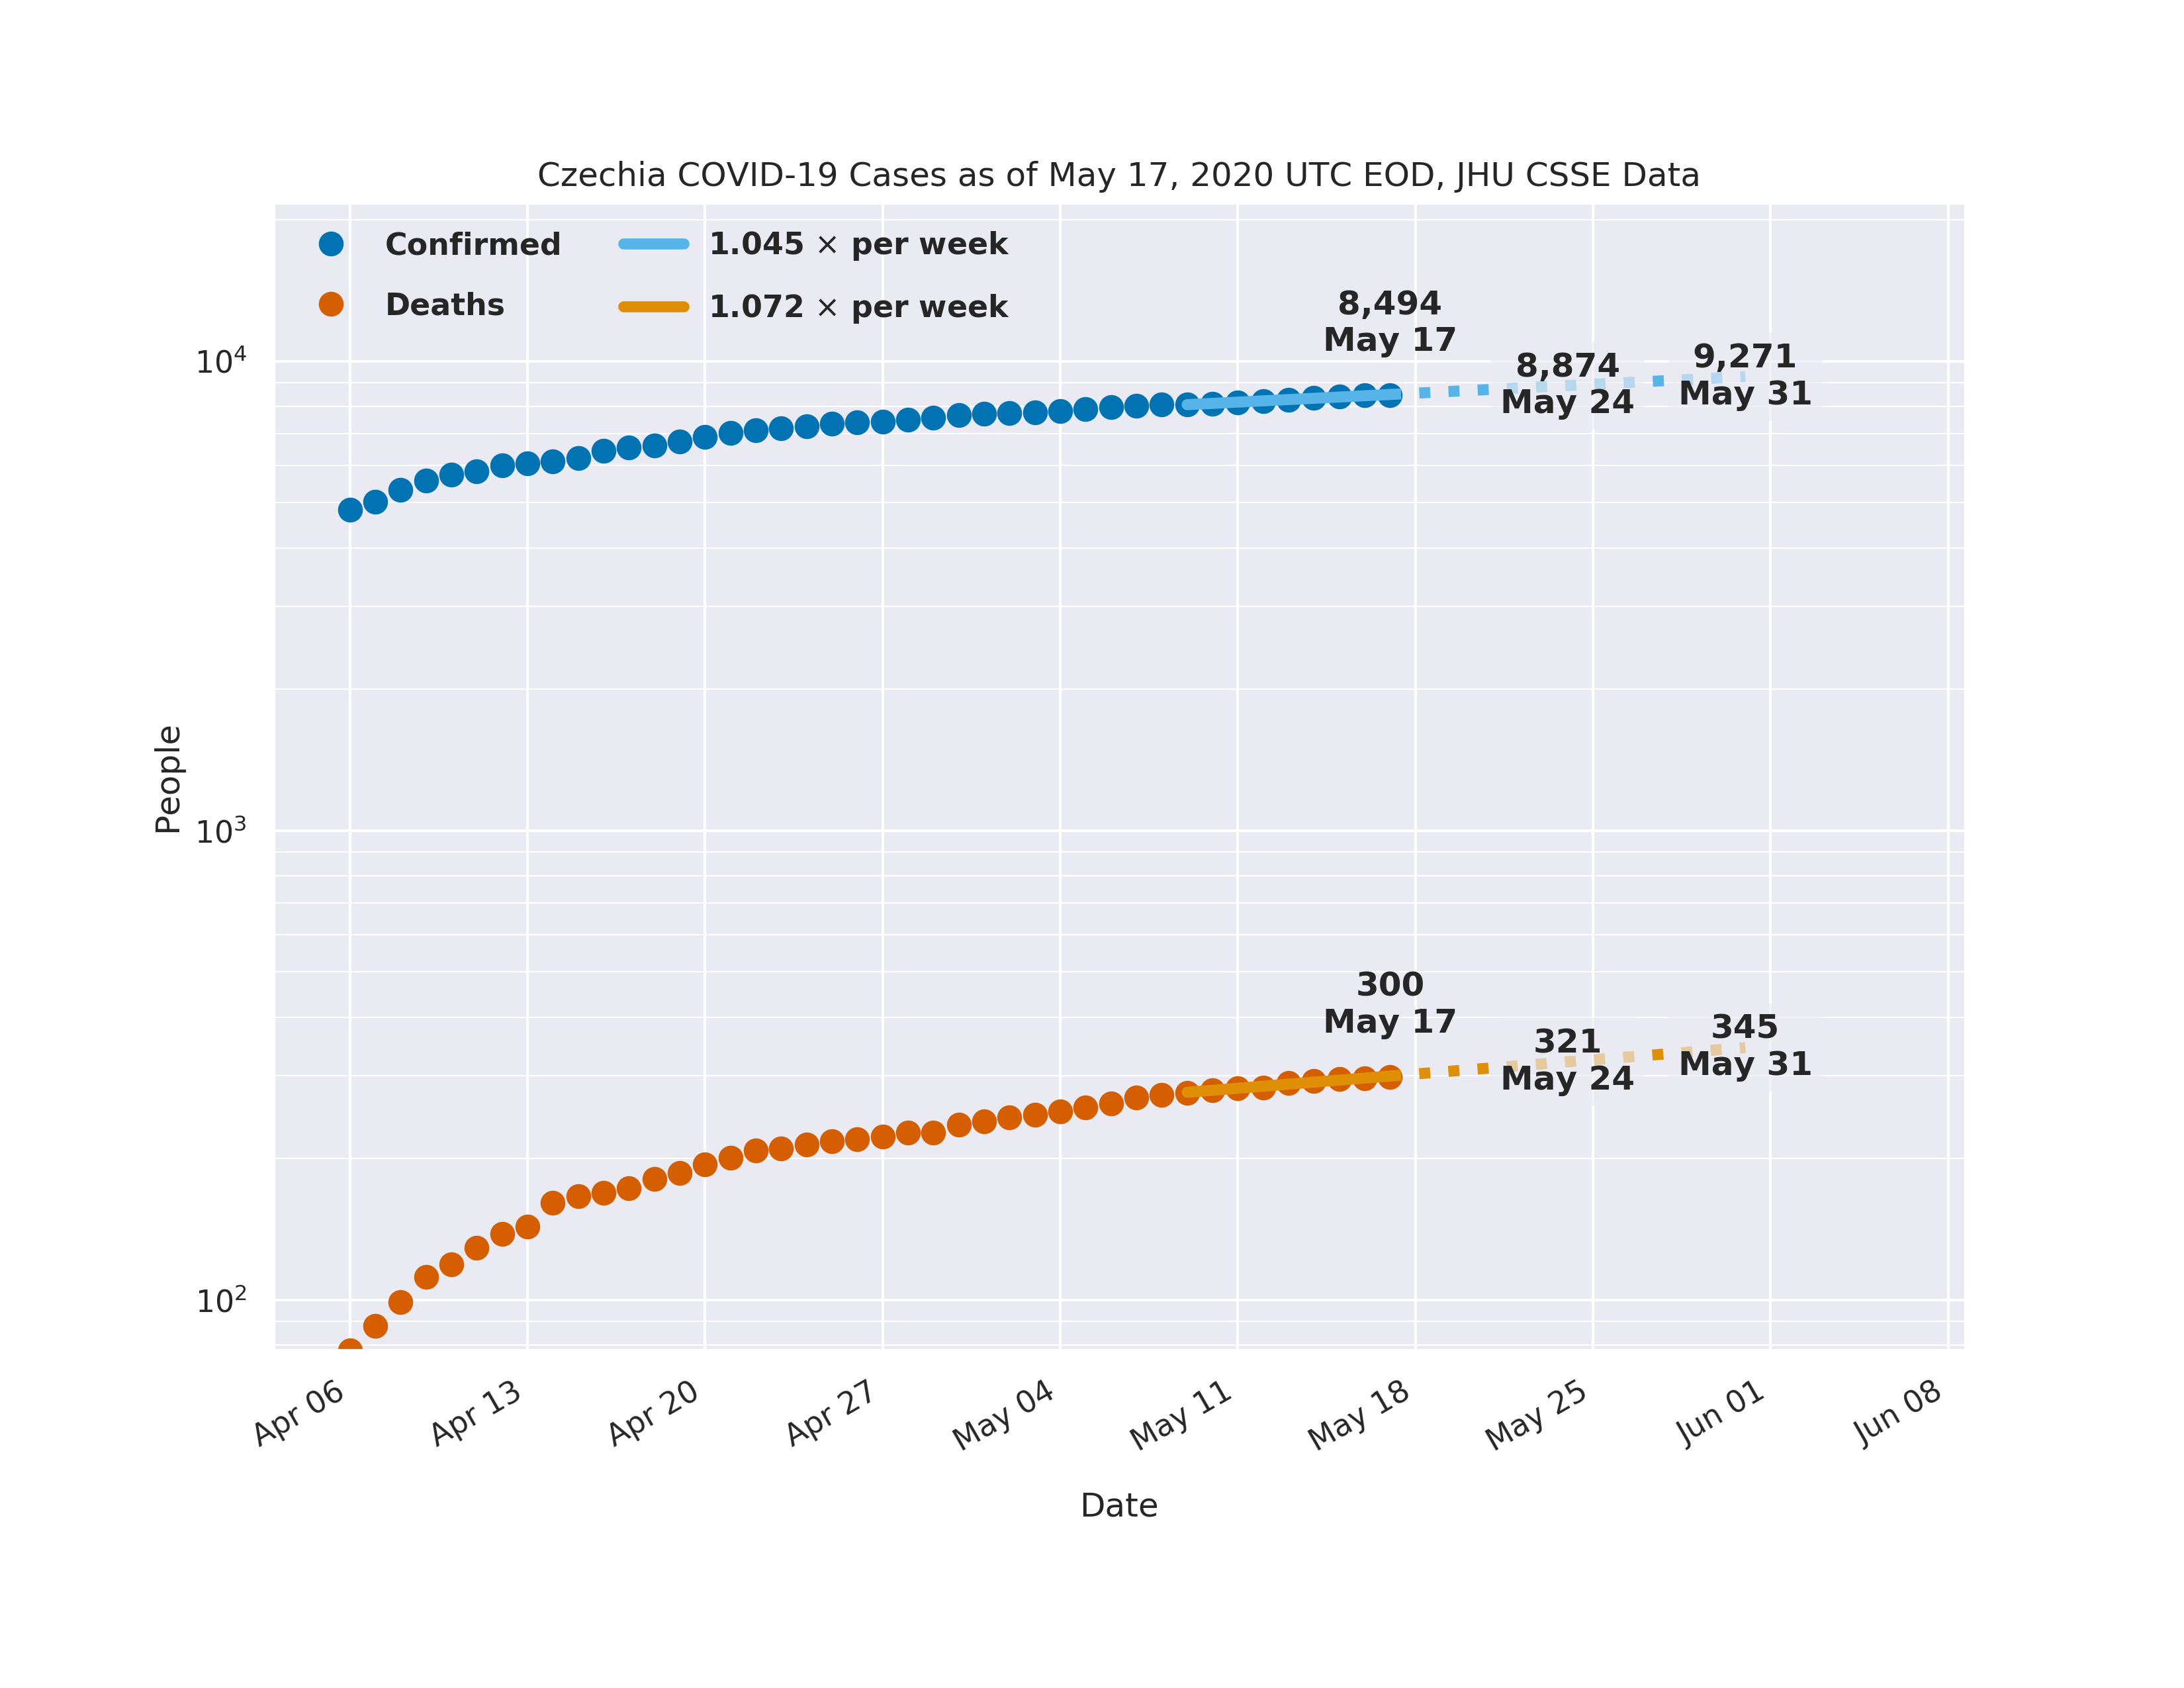 Czechia COVID-19 Cases as of May 17, 2020 UTC EOD, JHU CSSE Data
Confirmed
Deaths
1.045 × per week
1.072 × per week
8,494
May 17
8,874
May 24
9,271
May 31
300
May 17
321
May 24
345
May 31
People
10⁴
10³
10²
Apr 06
Apr 13
Apr 20
Apr 27
May 04
May 11
May 18
May 25
Jun 01
Jun 08
Date